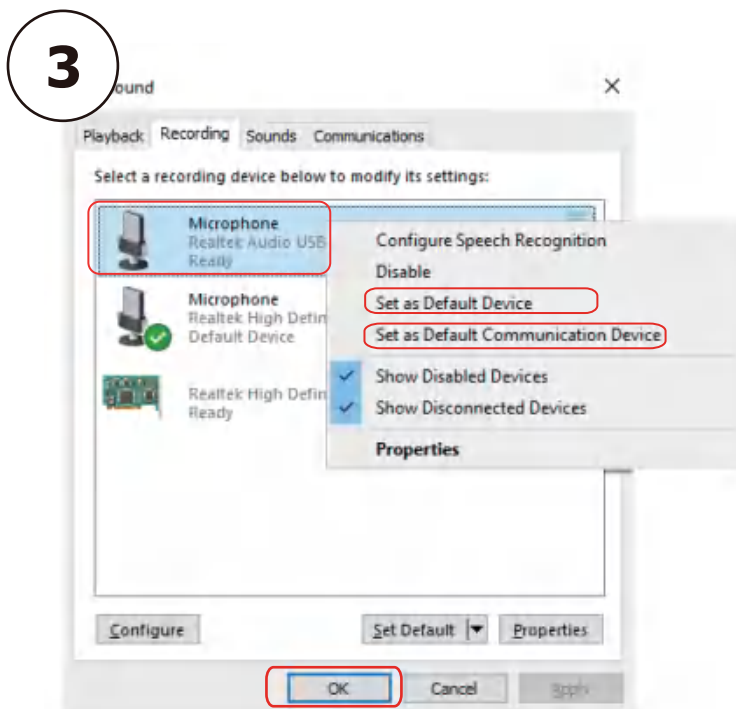 3
ound
Playback Recording Sounds Communications
Select a recording device below to modify its settings:
Microphone
Realtek Audio USB
Ready
Microphone
Realtek High Defin
Default Device
Realtek High Defin
Ready
Configure Speech Recognition
Disable
Set as Default Device
Set as Default Communication Device
Show Disabled Devices
Show Disconnected Devices
Properties
Configure Set Default Properties
OK Cancel Apply